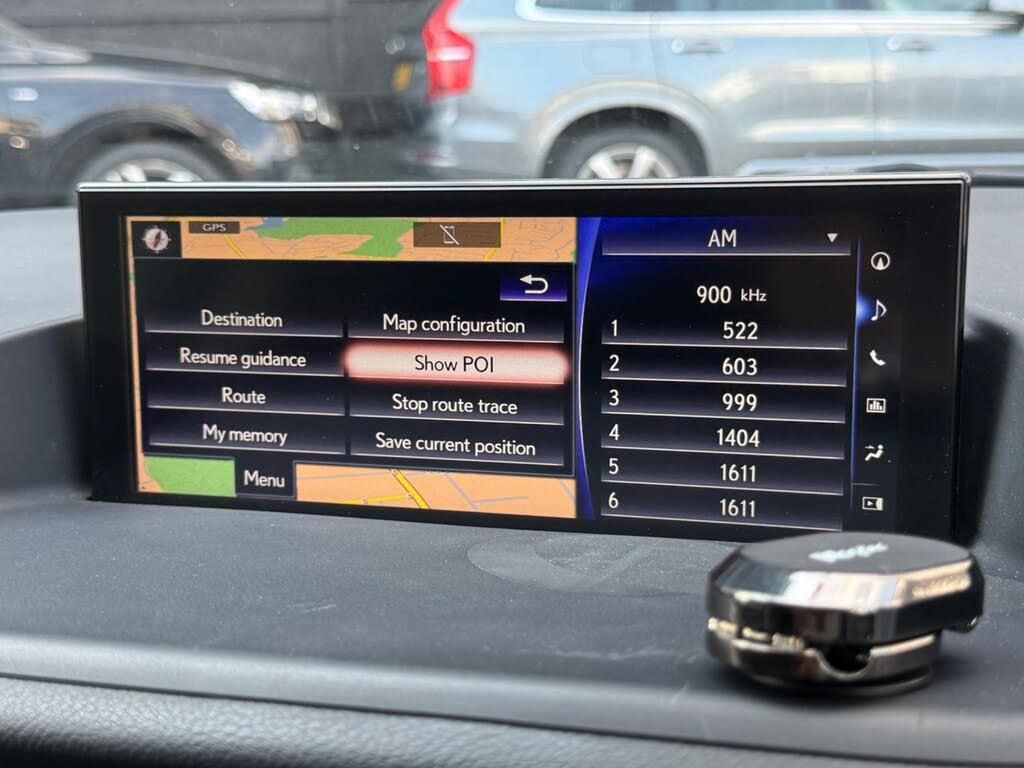 GPS
Destination
Map configuration
Resume guidance
Show POI
Route
Stop route trace
My memory
Save current position
Menu
AM
900 kHz
1 522
2 603
3 999
4 1404
5 1611
6 1611